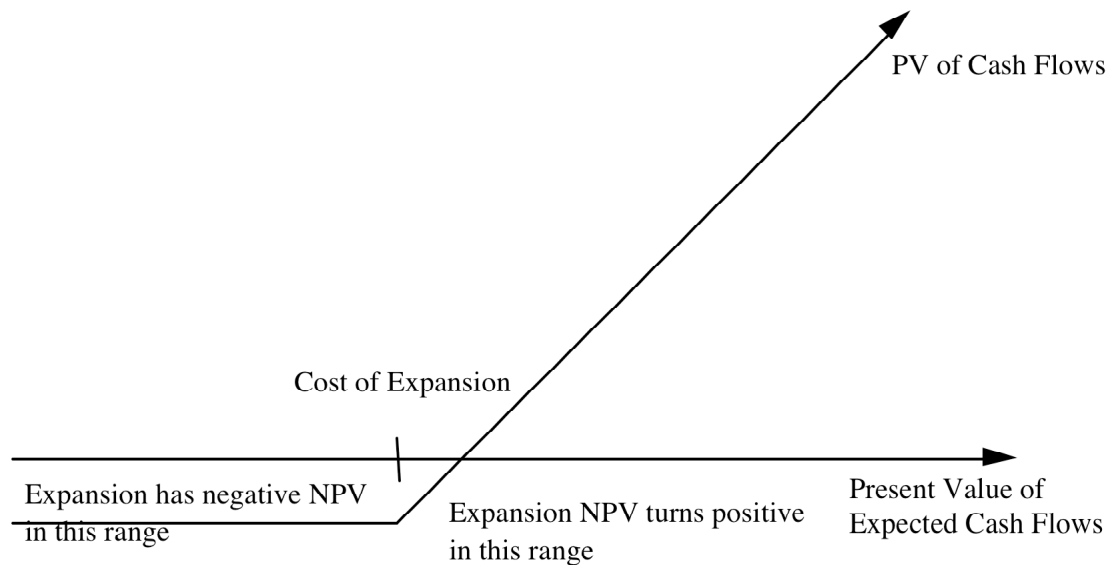 PV of Cash Flows
Cost of Expansion
Expansion has negative NPV
in this range
Expansion NPV turns positive
in this range
Present Value of
Expected Cash Flows